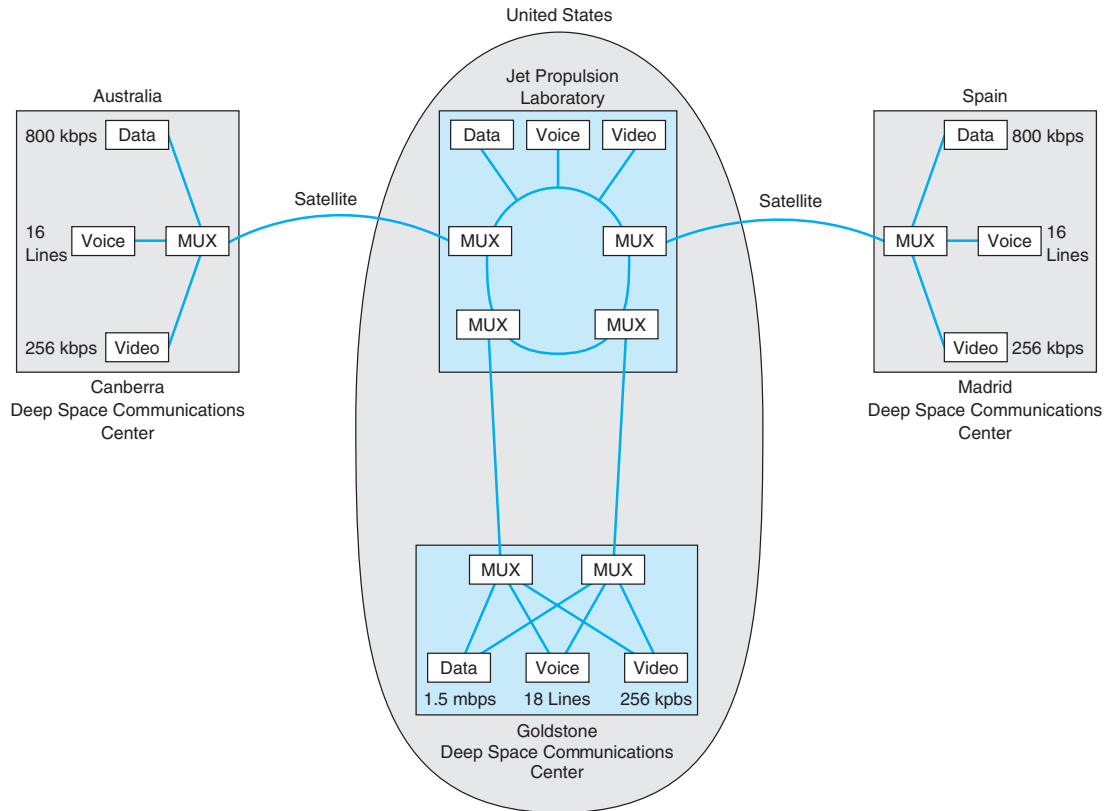 United States
Jet Propulsion
Laboratory
Data
Voice
Video
MUX
MUX
MUX
MUX
Australia
800 kbps
Data
16
Lines
Voice
MUX
256 kbps
Video
Canberra
Deep Space Communications
Center
Satellite
Satellite
Spain
Data
800 kbps
MUX
Voice
16
Lines
Video
256 kbps
Madrid
Deep Space Communications
Center
MUX
MUX
Data
Voice
Video
1.5 mbps
18 Lines
256 kpbs
Goldstone
Deep Space Communications
Center